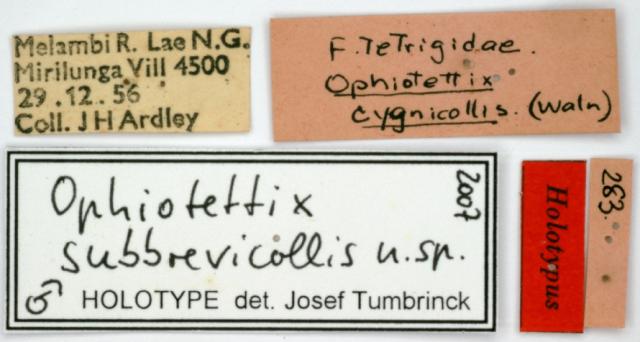 Melambi R. Lae N.G.
Mirilunga Vill 4500
29.12.56
Coll. J H Ardley
F. TeTrigidae.
Ophiotettix
cygnicollis. (Waln)
Ophiotettix
subbrevicollis n.sp.
♂ HOLOTYPE det. Josef Tumbrinck
2007
Holotypus
263.